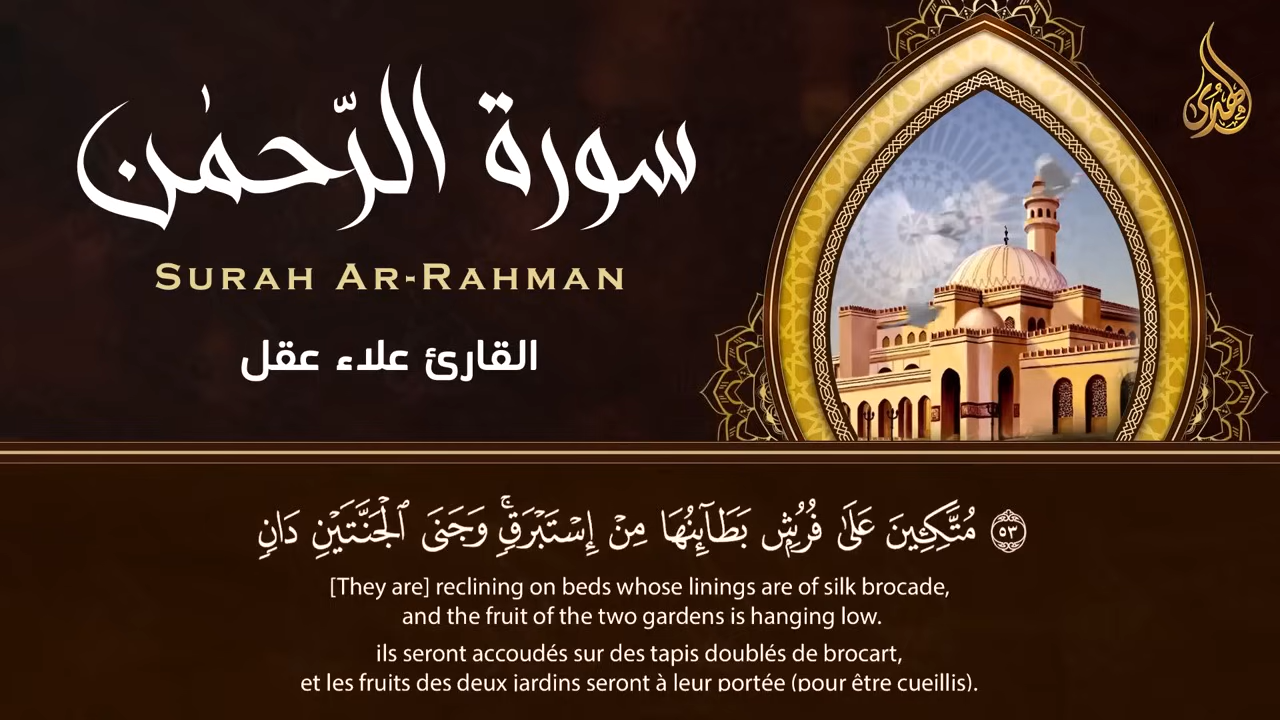 سورة الرّحمٰن
SURAH AR-RAHMAN
القارئ علاء عقل
الهدى
۝٥٣ مُتَّكِـِٔينَ عَلَىٰ فُرُشٍۭ بَطَآئِنُهَا مِنْ إِسْتَبْرَقٍۚ وَجَنَى ٱلْجَنَّتَيْنِ دَانٍ
[They are] reclining on beds whose linings are of silk brocade,
and the fruit of the two gardens is hanging low.
ils seront accoudés sur des tapis doublés de brocart,
et les fruits des deux jardins seront à leur portée (pour être cueillis).